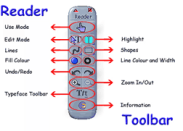 Reader
Reader
Use Mode
Edit Mode
Highlight
Lines
Shapes
Fill Colour
Line Colour and Width
Undo/Redo
Zoom In/Out
Typeface Toolbar
Information
Toolbar